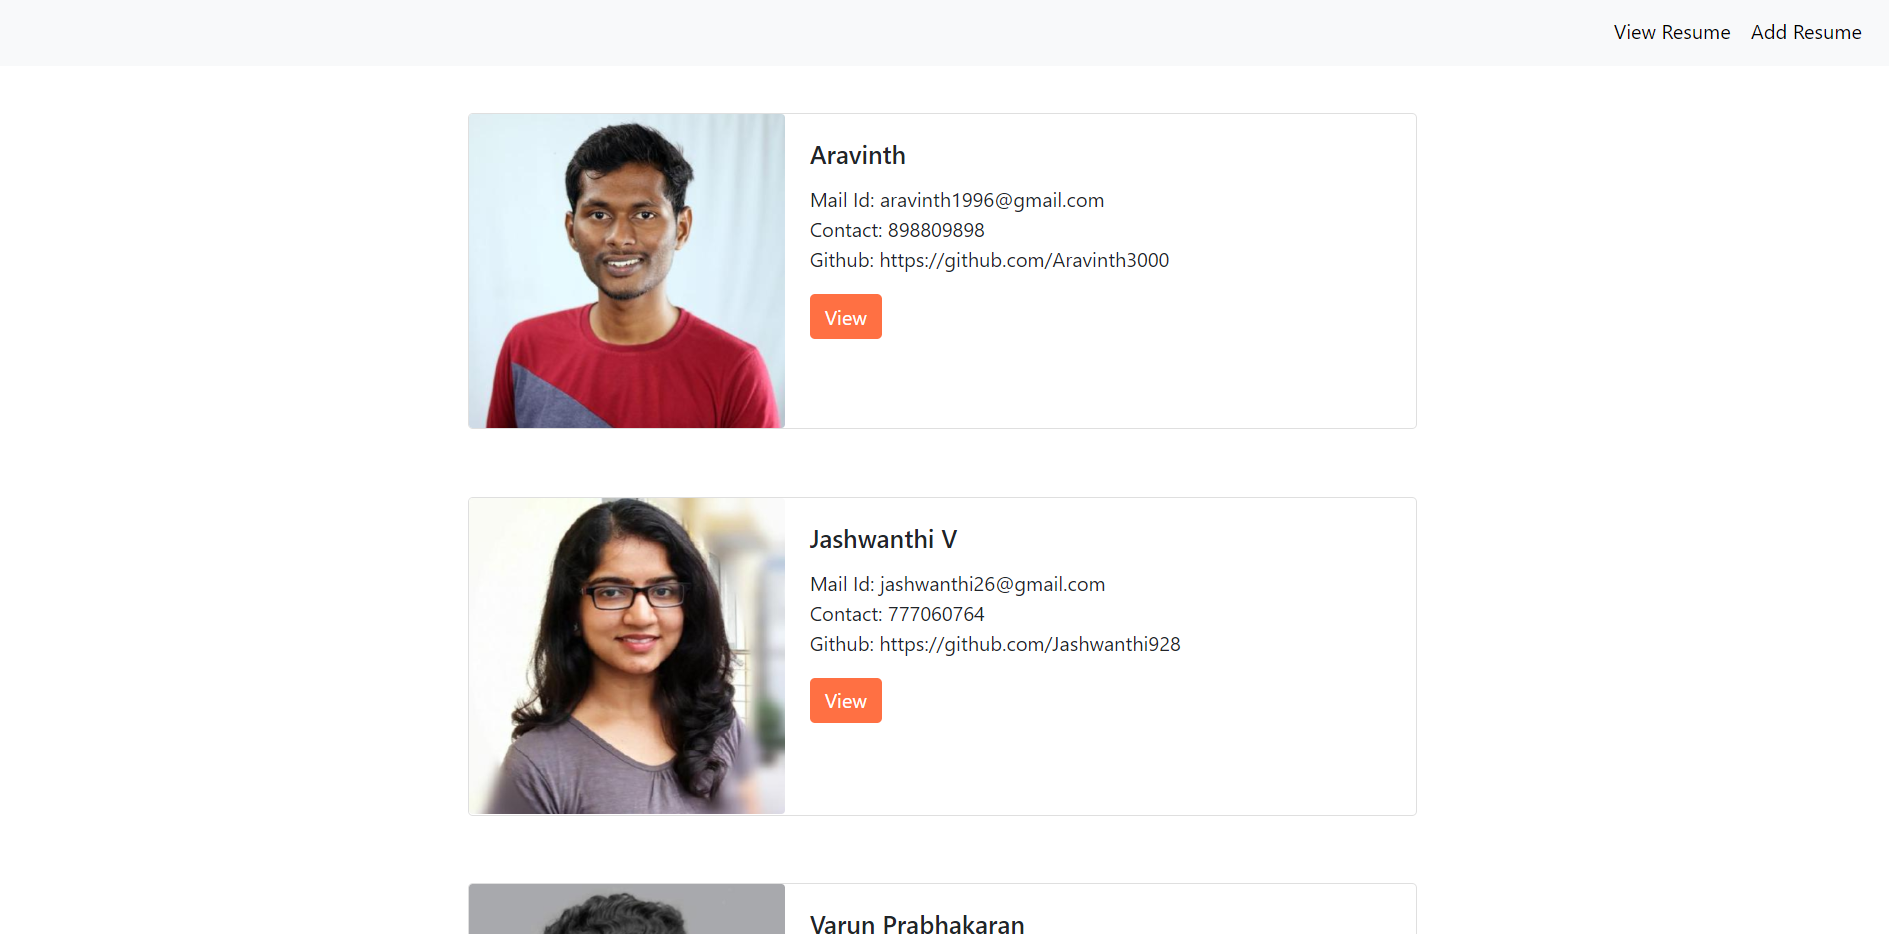 View Resume Add Resume
Aravinth
Mail Id: aravinth1996@gmail.com
Contact: 898809898
Github: https://github.com/Aravinth3000
View
Jashwanthi V
Mail Id: jashwanthi26@gmail.com
Contact: 777060764
Github: https://github.com/Jashwanthi928
View
Varun Prabhakaran